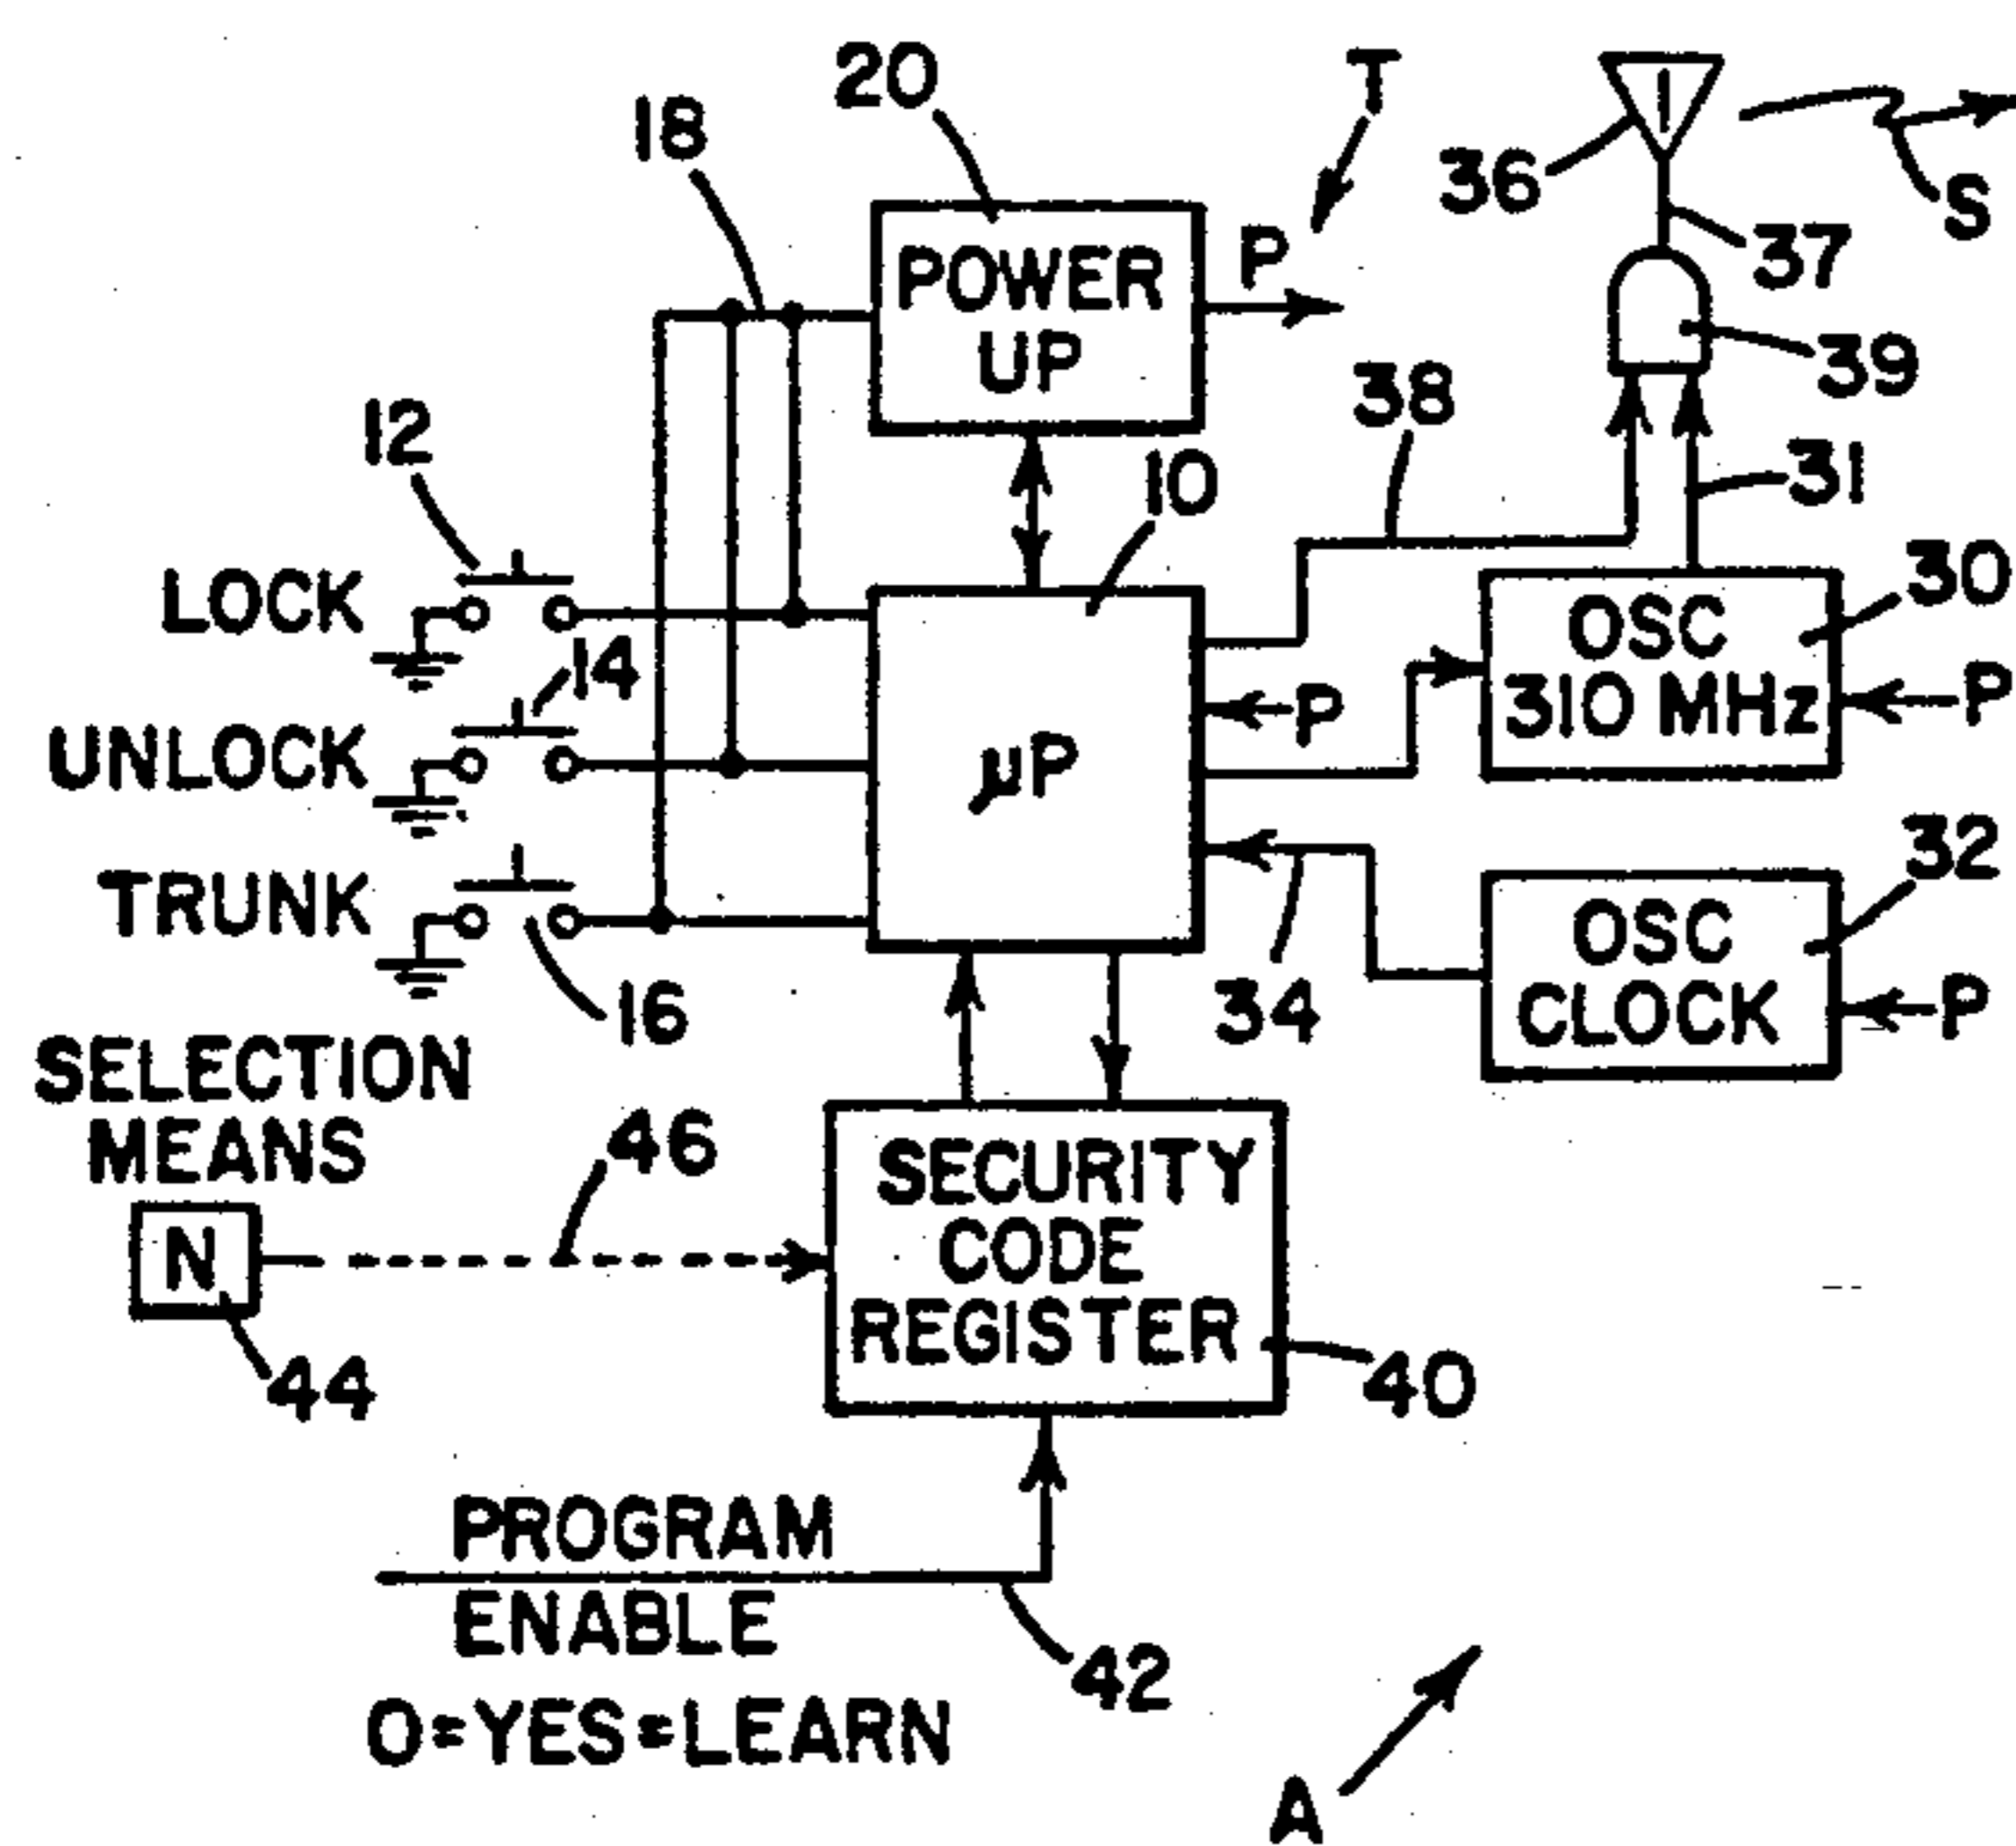 20
T
18
36
S
37
POWER
UP
P
39
38
12
10
31
LOCK
30
OSC
310 MHz
P
14
P
UNLOCK
µP
32
TRUNK
OSC
CLOCK
P
16
34
SELECTION
MEANS
46
SECURITY
CODE
REGISTER
N
44
40
PROGRAM
ENABLE
42
0=YES=LEARN
A